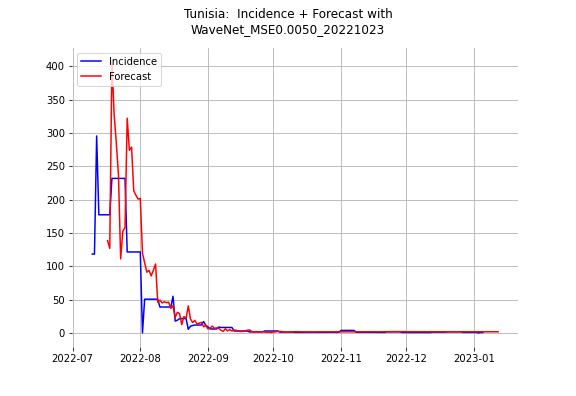 Tunisia:  Incidence + Forecast with
WaveNet_MSE0.0050_20221023
Incidence
Forecast
400
350
300
250
200
150
100
50
0
2022-07 2022-08 2022-09 2022-10 2022-11 2022-12 2023-01